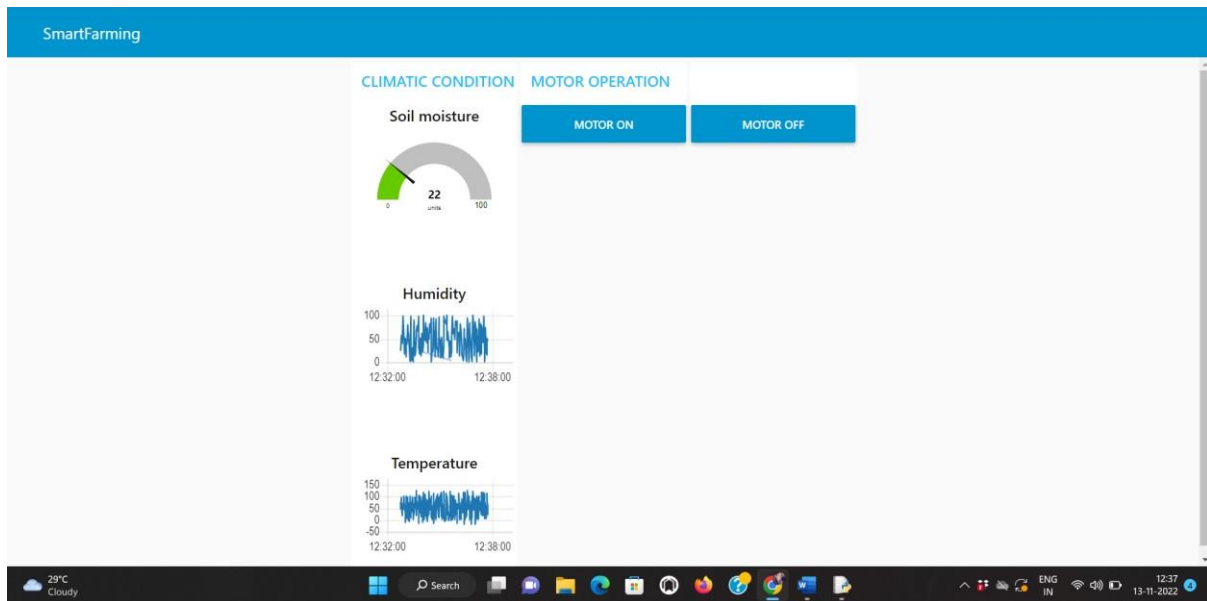 SmartFarming
CLIMATIC CONDITION
Soil moisture
22
units
0
100
Humidity
100
50
0
12:32:00
12:38:00
Temperature
150
100
50
0
-50
12:32:00
12:38:00
MOTOR OPERATION
MOTOR ON
MOTOR OFF
29°C
Cloudy
Search
ENG
IN
12:37
13-11-2022
4